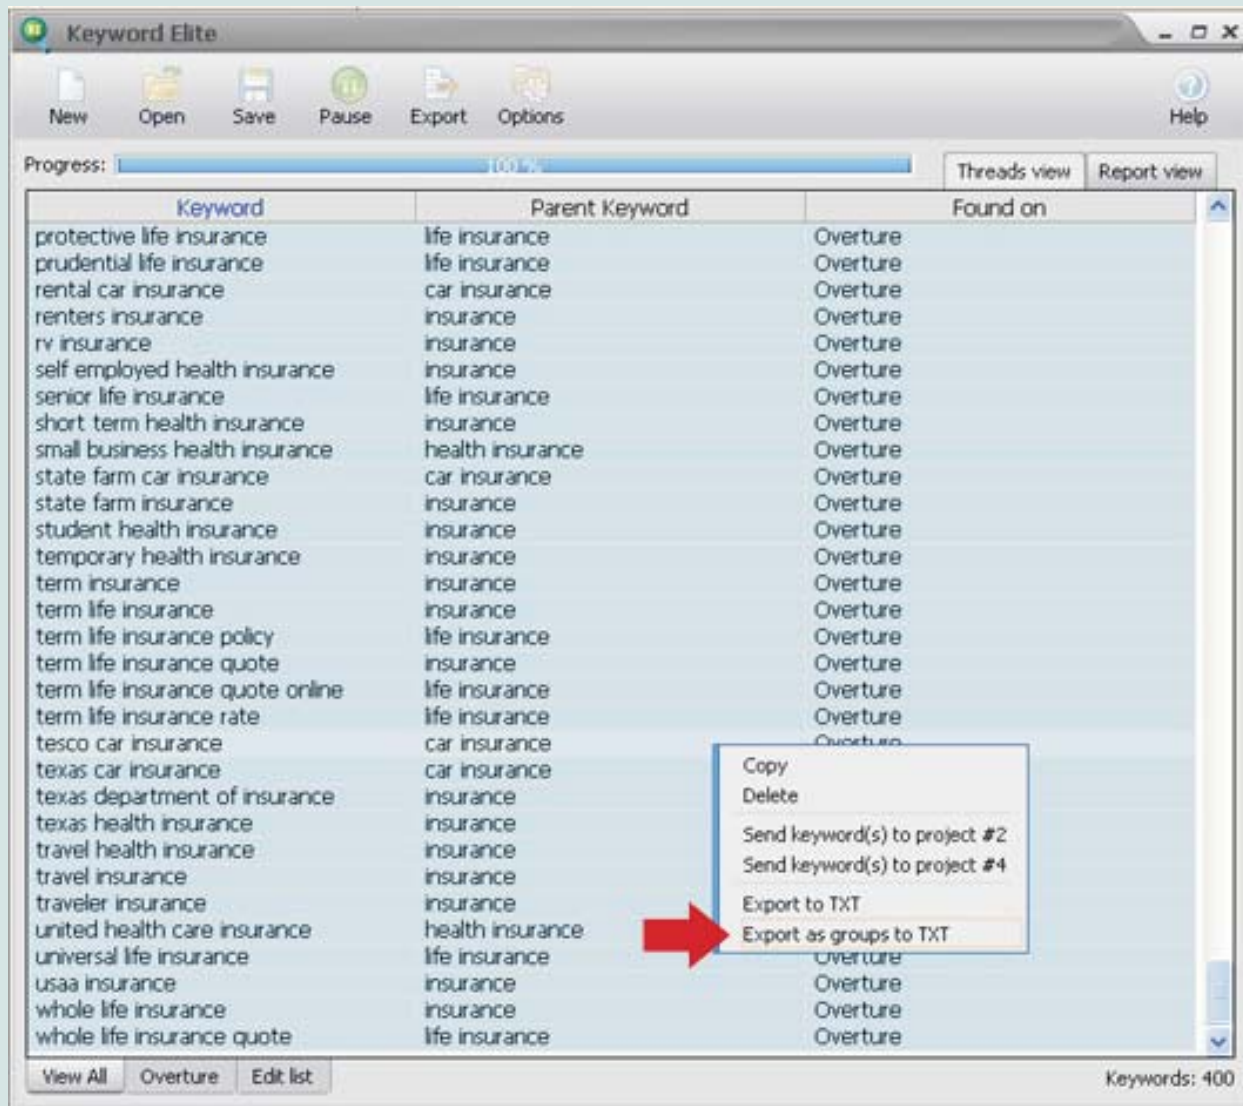 Keyword Elite
New Open Save Pause Export Options Help
Progress: 100 % Threads view Report view
Keyword Parent Keyword Found on
protective life insurance life insurance Overture
prudential life insurance life insurance Overture
rental car insurance car insurance Overture
renters insurance insurance Overture
rv insurance insurance Overture
self employed health insurance insurance Overture
senior life insurance life insurance Overture
short term health insurance insurance Overture
small business health insurance health insurance Overture
state farm car insurance car insurance Overture
state farm insurance insurance Overture
student health insurance insurance Overture
temporary health insurance insurance Overture
term insurance insurance Overture
term life insurance insurance Overture
term life insurance policy life insurance Overture
term life insurance quote insurance Overture
term life insurance quote online life insurance Overture
term life insurance rate life insurance Overture
tesco car insurance car insurance Overture
texas car insurance car insurance
texas department of insurance insurance
texas health insurance insurance
travel health insurance insurance
travel insurance insurance
traveler insurance insurance
united health care insurance health insurance
universal life insurance life insurance Overture
usaa insurance insurance Overture
whole life insurance insurance Overture
whole life insurance quote life insurance Overture
Copy
Delete
Send keyword(s) to project #2
Send keyword(s) to project #4
Export to TXT
Export as groups to TXT
View All Overture Edit list Keywords: 400